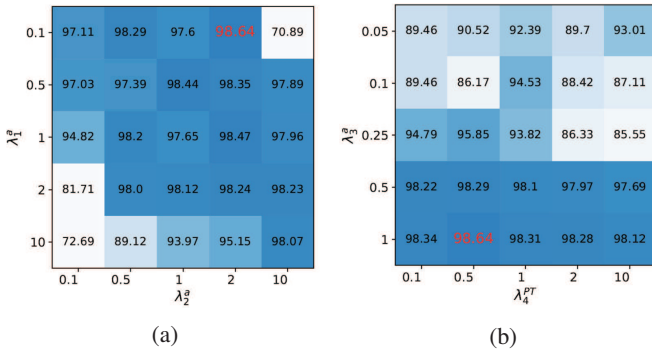 0.1 97.11 98.29 97.6 98.64 70.89
0.5 97.03 97.39 98.44 98.35 97.89
λ₁ᵃ 1 94.82 98.2 97.65 98.47 97.96
2 81.71 98.0 98.12 98.24 98.23
10 72.69 89.12 93.97 95.15 98.07
0.1 0.5 1 2 10
λ₂ᵃ
(a)
0.05 89.46 90.52 92.39 89.7 93.01
0.1 89.46 86.17 94.53 88.42 87.11
λ₃ᵃ 0.25 94.79 95.85 93.82 86.33 85.55
0.5 98.22 98.29 98.1 97.97 97.69
1 98.34 98.64 98.31 98.28 98.12
0.1 0.5 1 2 10
λ₄ᴾᵀ
(b)